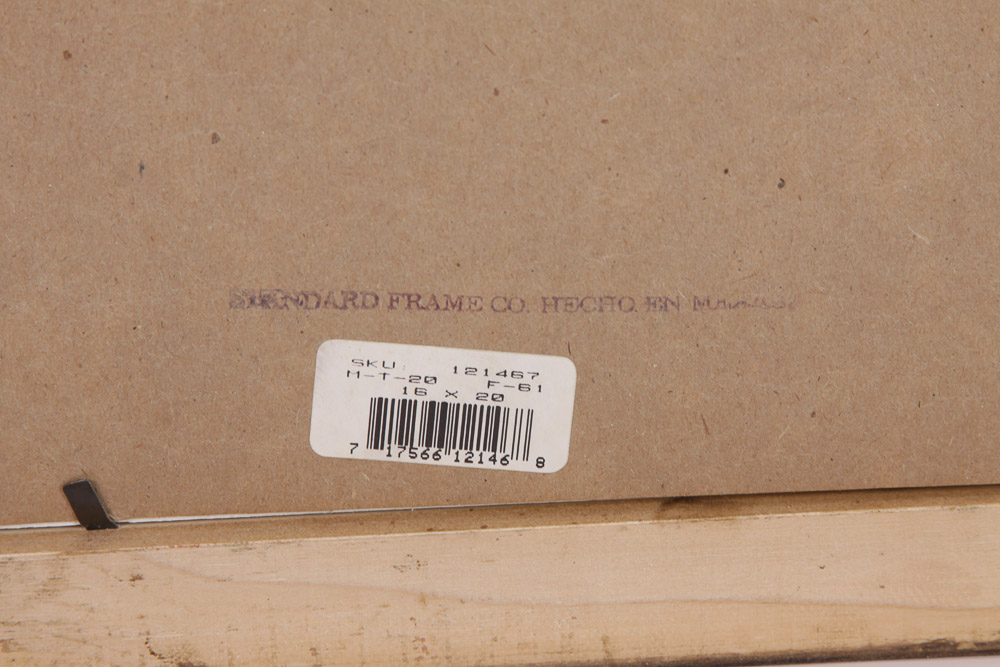 STANDARD FRAME CO. HECHO EN
SKU 121467
M-T-20 F-61
16 X 20
7 17566 12146 8